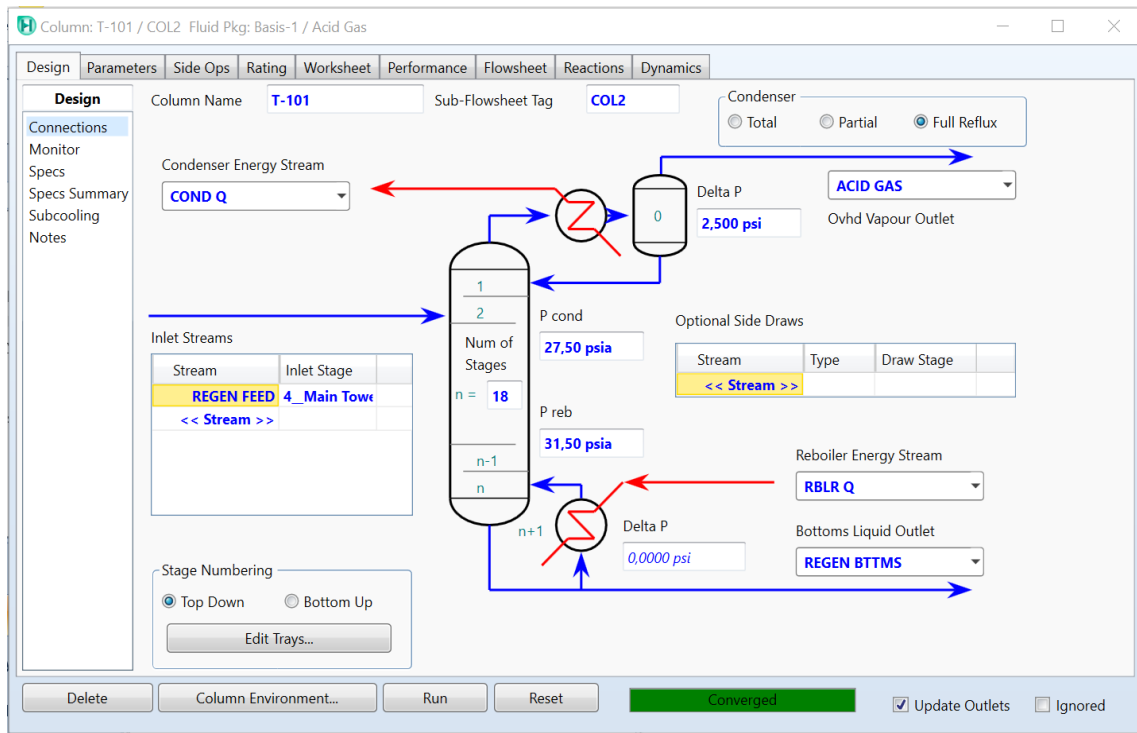 Column: T-101 / COL2 Fluid Pkg: Basis-1 / Acid Gas
Design Parameters Side Ops Rating Worksheet Performance Flowsheet Reactions Dynamics
Design
Connections
Monitor
Specs
Specs Summary
Subcooling
Notes
Column Name T-101 Sub-Flowsheet Tag COL2
Condenser
Total Partial Full Reflux
Condenser Energy Stream
COND Q
0
Delta P
2,500 psi
ACID GAS
Ovhd Vapour Outlet
1
2
Num of
Stages
n = 18
n-1
n
n+1
P cond
27,50 psia
P reb
31,50 psia
Inlet Streams
Stream Inlet Stage
REGEN FEED 4__Main Towe
<< Stream >>
Optional Side Draws
Stream Type Draw Stage
<< Stream >>
Reboiler Energy Stream
RBLR Q
Delta P
0,0000 psi
Bottoms Liquid Outlet
REGEN BTTMS
Stage Numbering
Top Down Bottom Up
Edit Trays...
Delete Column Environment... Run Reset Converged Update Outlets Ignored